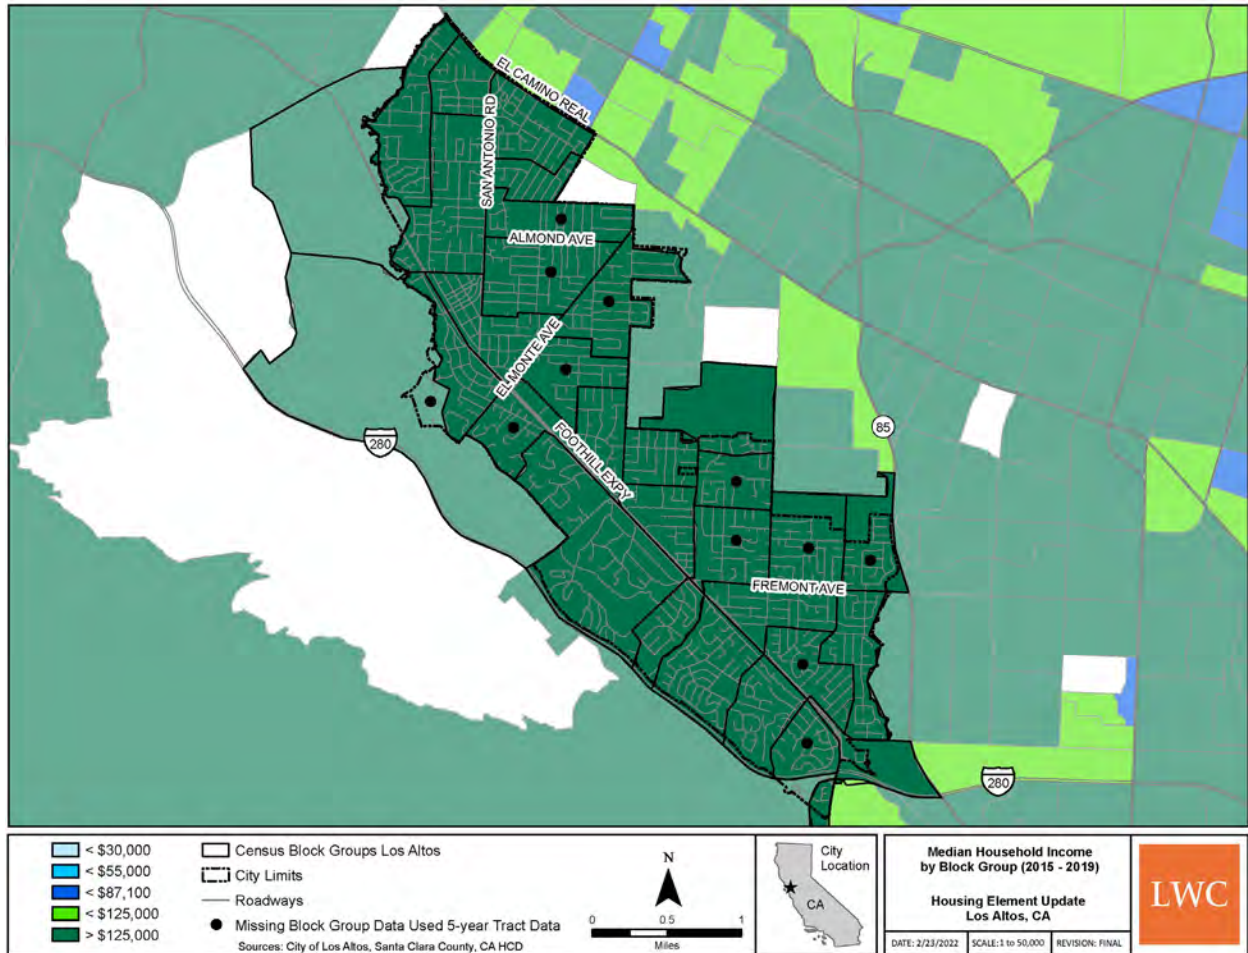 EL CAMINO REAL
SAN ANTONIO RD
ALMOND AVE
EL MONTE AVE
280
FOOTHILL EXPY
85
FREMONT AVE
280
< $30,000
< $55,000
< $87,100
< $125,000
> $125,000
Census Block Groups Los Altos
City Limits
Roadways
Missing Block Group Data Used 5-year Tract Data
Sources: City of Los Altos, Santa Clara County, CA HCD
N
0 0.5 1
Miles
City
Location
CA
Median Household Income
by Block Group (2015 - 2019)
Housing Element Update
Los Altos, CA
DATE: 2/23/2022 SCALE:1 to 50,000 REVISION: FINAL
LWC